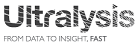 Ultralysis
FROM DATA TO INSIGHT, FAST